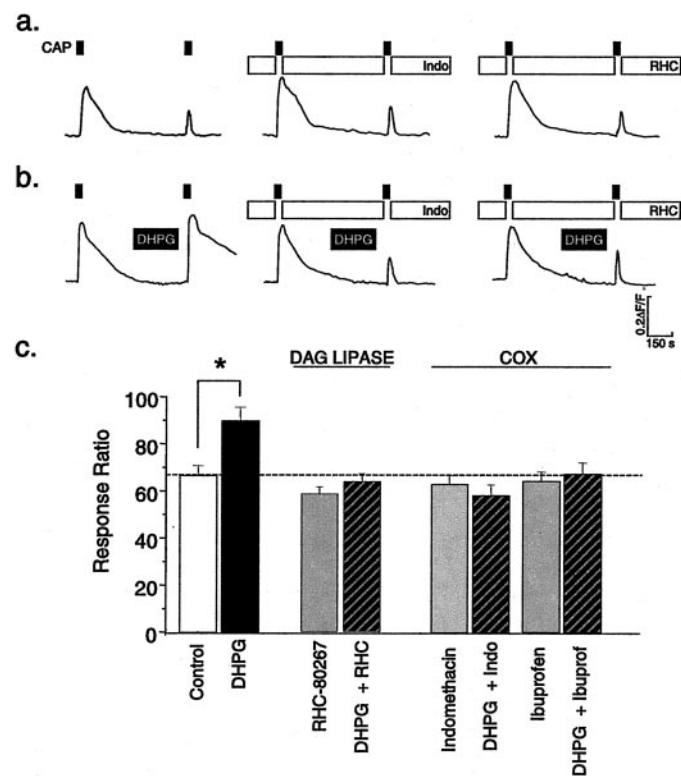 a.
CAP
Indo
RHC
b.
Indo
RHC
DHPG
DHPG
DHPG
0.2ΔF/F
150 s
c.
DAG LIPASE
COX
*
100
80
60
40
20
0
Response Ratio
Control
DHPG
RHC-80267
DHPG + RHC
Indomethacin
DHPG + Indo
Ibuprofen
DHPG + Ibuprof